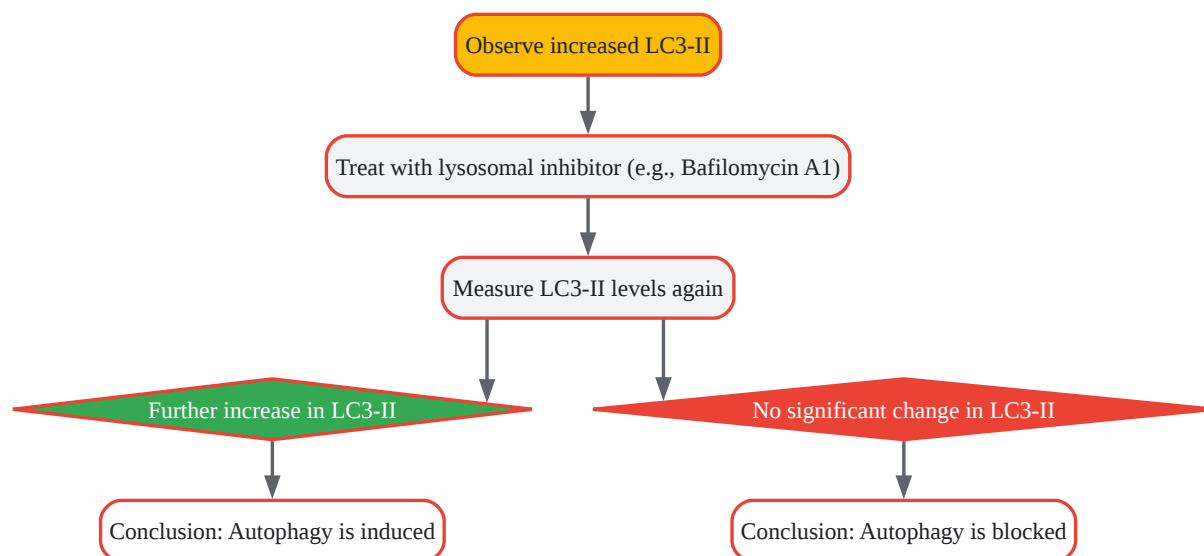 Observe increased LC3-II
Treat with lysosomal inhibitor (e.g., Bafilomycin A1)
Measure LC3-II levels again
Further increase in LC3-II
No significant change in LC3-II
Conclusion: Autophagy is induced
Conclusion: Autophagy is blocked